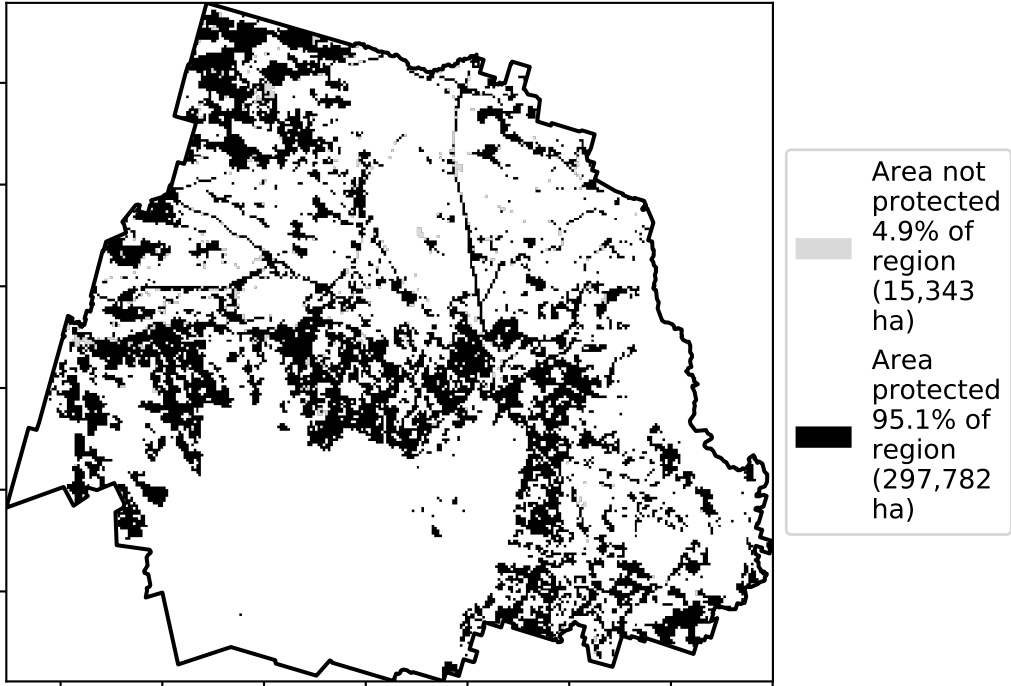 Area not
protected
4.9% of
region
(15,343
ha)
Area
protected
95.1% of
region
(297,782
ha)